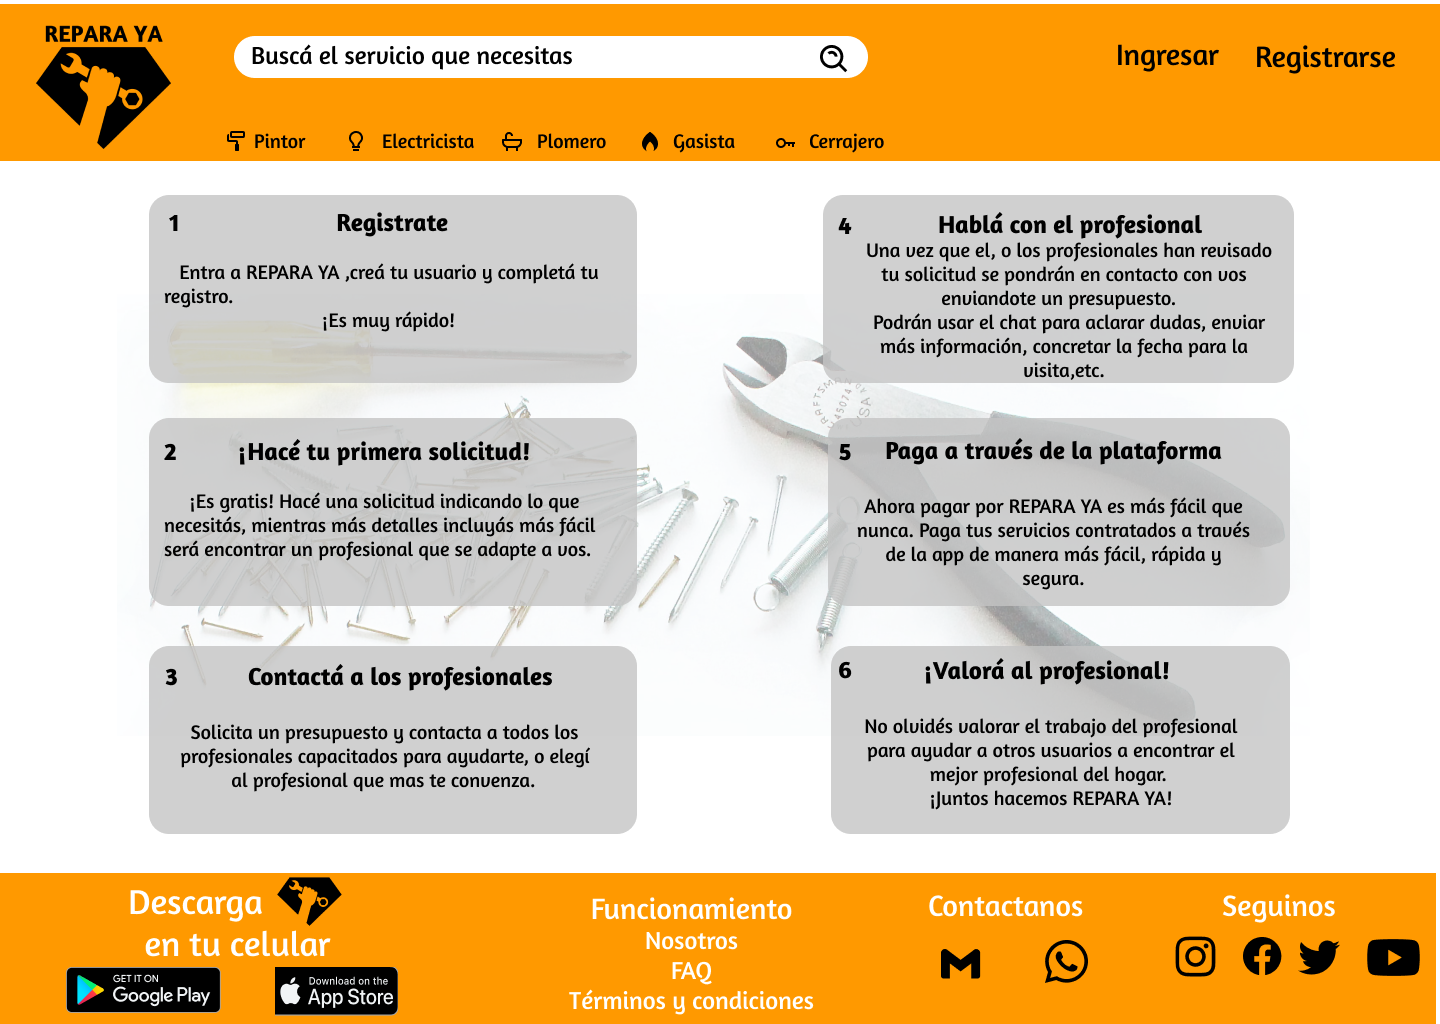 REPARA YA
Buscá el servicio que necesitas
Ingresar
Registrarse
Pintor
Electricista
Plomero
Gasista
Cerrajero
1
Registrate
Entra a REPARA YA ,creá tu usuario y completá tu
registro.
¡Es muy rápido!
2
¡Hacé tu primera solicitud!
¡Es gratis! Hacé una solicitud indicando lo que
necesitás, mientras más detalles incluyás más fácil
será encontrar un profesional que se adapte a vos.
3
Contactá a los profesionales
Solicita un presupuesto y contacta a todos los
profesionales capacitados para ayudarte, o elegí
al profesional que mas te convenza.
4
Hablá con el profesional
Una vez que el, o los profesionales han revisado
tu solicitud se pondrán en contacto con vos
enviandote un presupuesto.
Podrán usar el chat para aclarar dudas, enviar
más información, concretar la fecha para la
visita,etc.
5
Paga a través de la plataforma
Ahora pagar por REPARA YA es más fácil que
nunca. Paga tus servicios contratados a través
de la app de manera más fácil, rápida y
segura.
6
¡Valorá al profesional!
No olvidés valorar el trabajo del profesional
para ayudar a otros usuarios a encontrar el
mejor profesional del hogar.
¡Juntos hacemos REPARA YA!
Descarga
en tu celular
GET IT ON
Google Play
Download on the
App Store
Funcionamiento
Nosotros
FAQ
Términos y condiciones
Contactanos
Seguinos